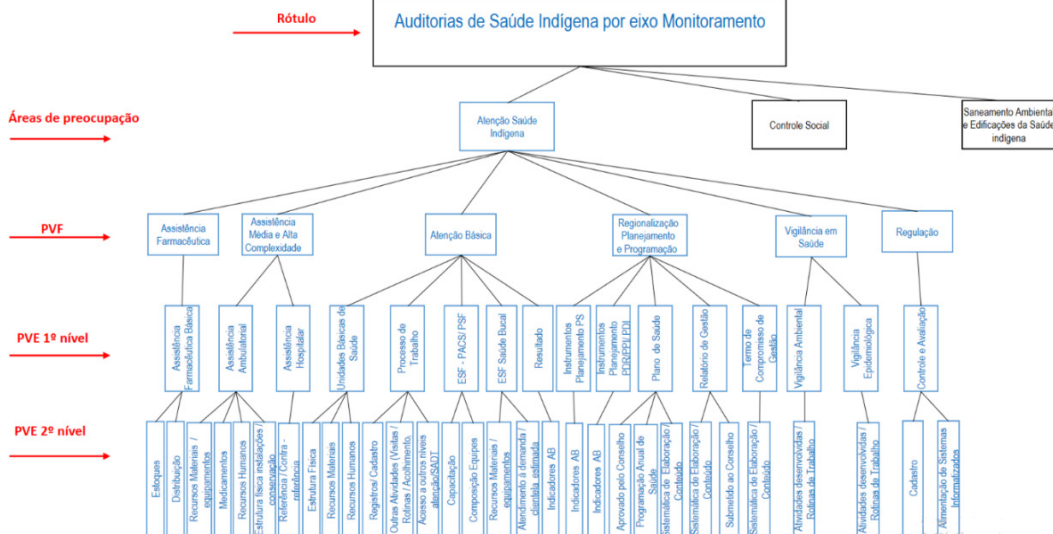 Rótulo
Auditorias de Saúde Indígena por eixo Monitoramento
Áreas de preocupação
Atenção Saúde
Indígena
Controle Social
Saneamento Ambiental
e Edificações da Saúde
indígena
PVF
Assistência
Farmacêutica
Assistência
Média e Alta
Complexidade
Atenção Básica
Regionalização
Planejamento
e Programação
Vigilância em
Saúde
Regulação
PVE 1º nível
Assistência
Farmacêutica Básica
Assistência
Ambulatorial
Assistência
Hospitalar
Unidades Básicas de
Saúde
Processo de
Trabalho
ESF - PACS/ PSF
ESF Saúde Bucal
Resultado
Instrumentos
Planejamento PS
Instrumentos
Planejamento
PDR/PPI/ PDI
Plano de Saúde
Relatório de Gestão
Termo de
Compromisso de
Gestão
Vigilância Ambiental
Vigilância
Epidemiológica
Controle e Avaliação
PVE 2º nível
Estoques
Distribuição
Recursos Materiais /
equipamentos
Medicamentos
Recursos Humanos
Estrutura física instalações /
conservação
Referência / Contra -
referência
Estrutura Física
Recursos Materiais
Recursos Humanos
Registros/ Cadastro
Outras Atividades (Visitas /
Rotinas / Acolhimento,
Acesso a outros níveis
atenção/SADT
Capacitação
Composição Equipes
Recursos Materiais /
equipamentos
Atendimento à demanda /
clientela estimada
Indicadores AB
Indicadores AB
Indicadores AB
Aprovado pelo Conselho
Programação Anual de
Saúde
Sistemática de Elaboração /
Conteúdo
Sistemática de Elaboração /
Conteúdo
Submetido ao Conselho
Sistemática de Elaboração /
Conteúdo
Atividades desenvolvidas /
Rotinas de Trabalho
Atividades desenvolvidas /
Rotinas de Trabalho
Cadastro
Alimentação de Sistemas
Informatizados